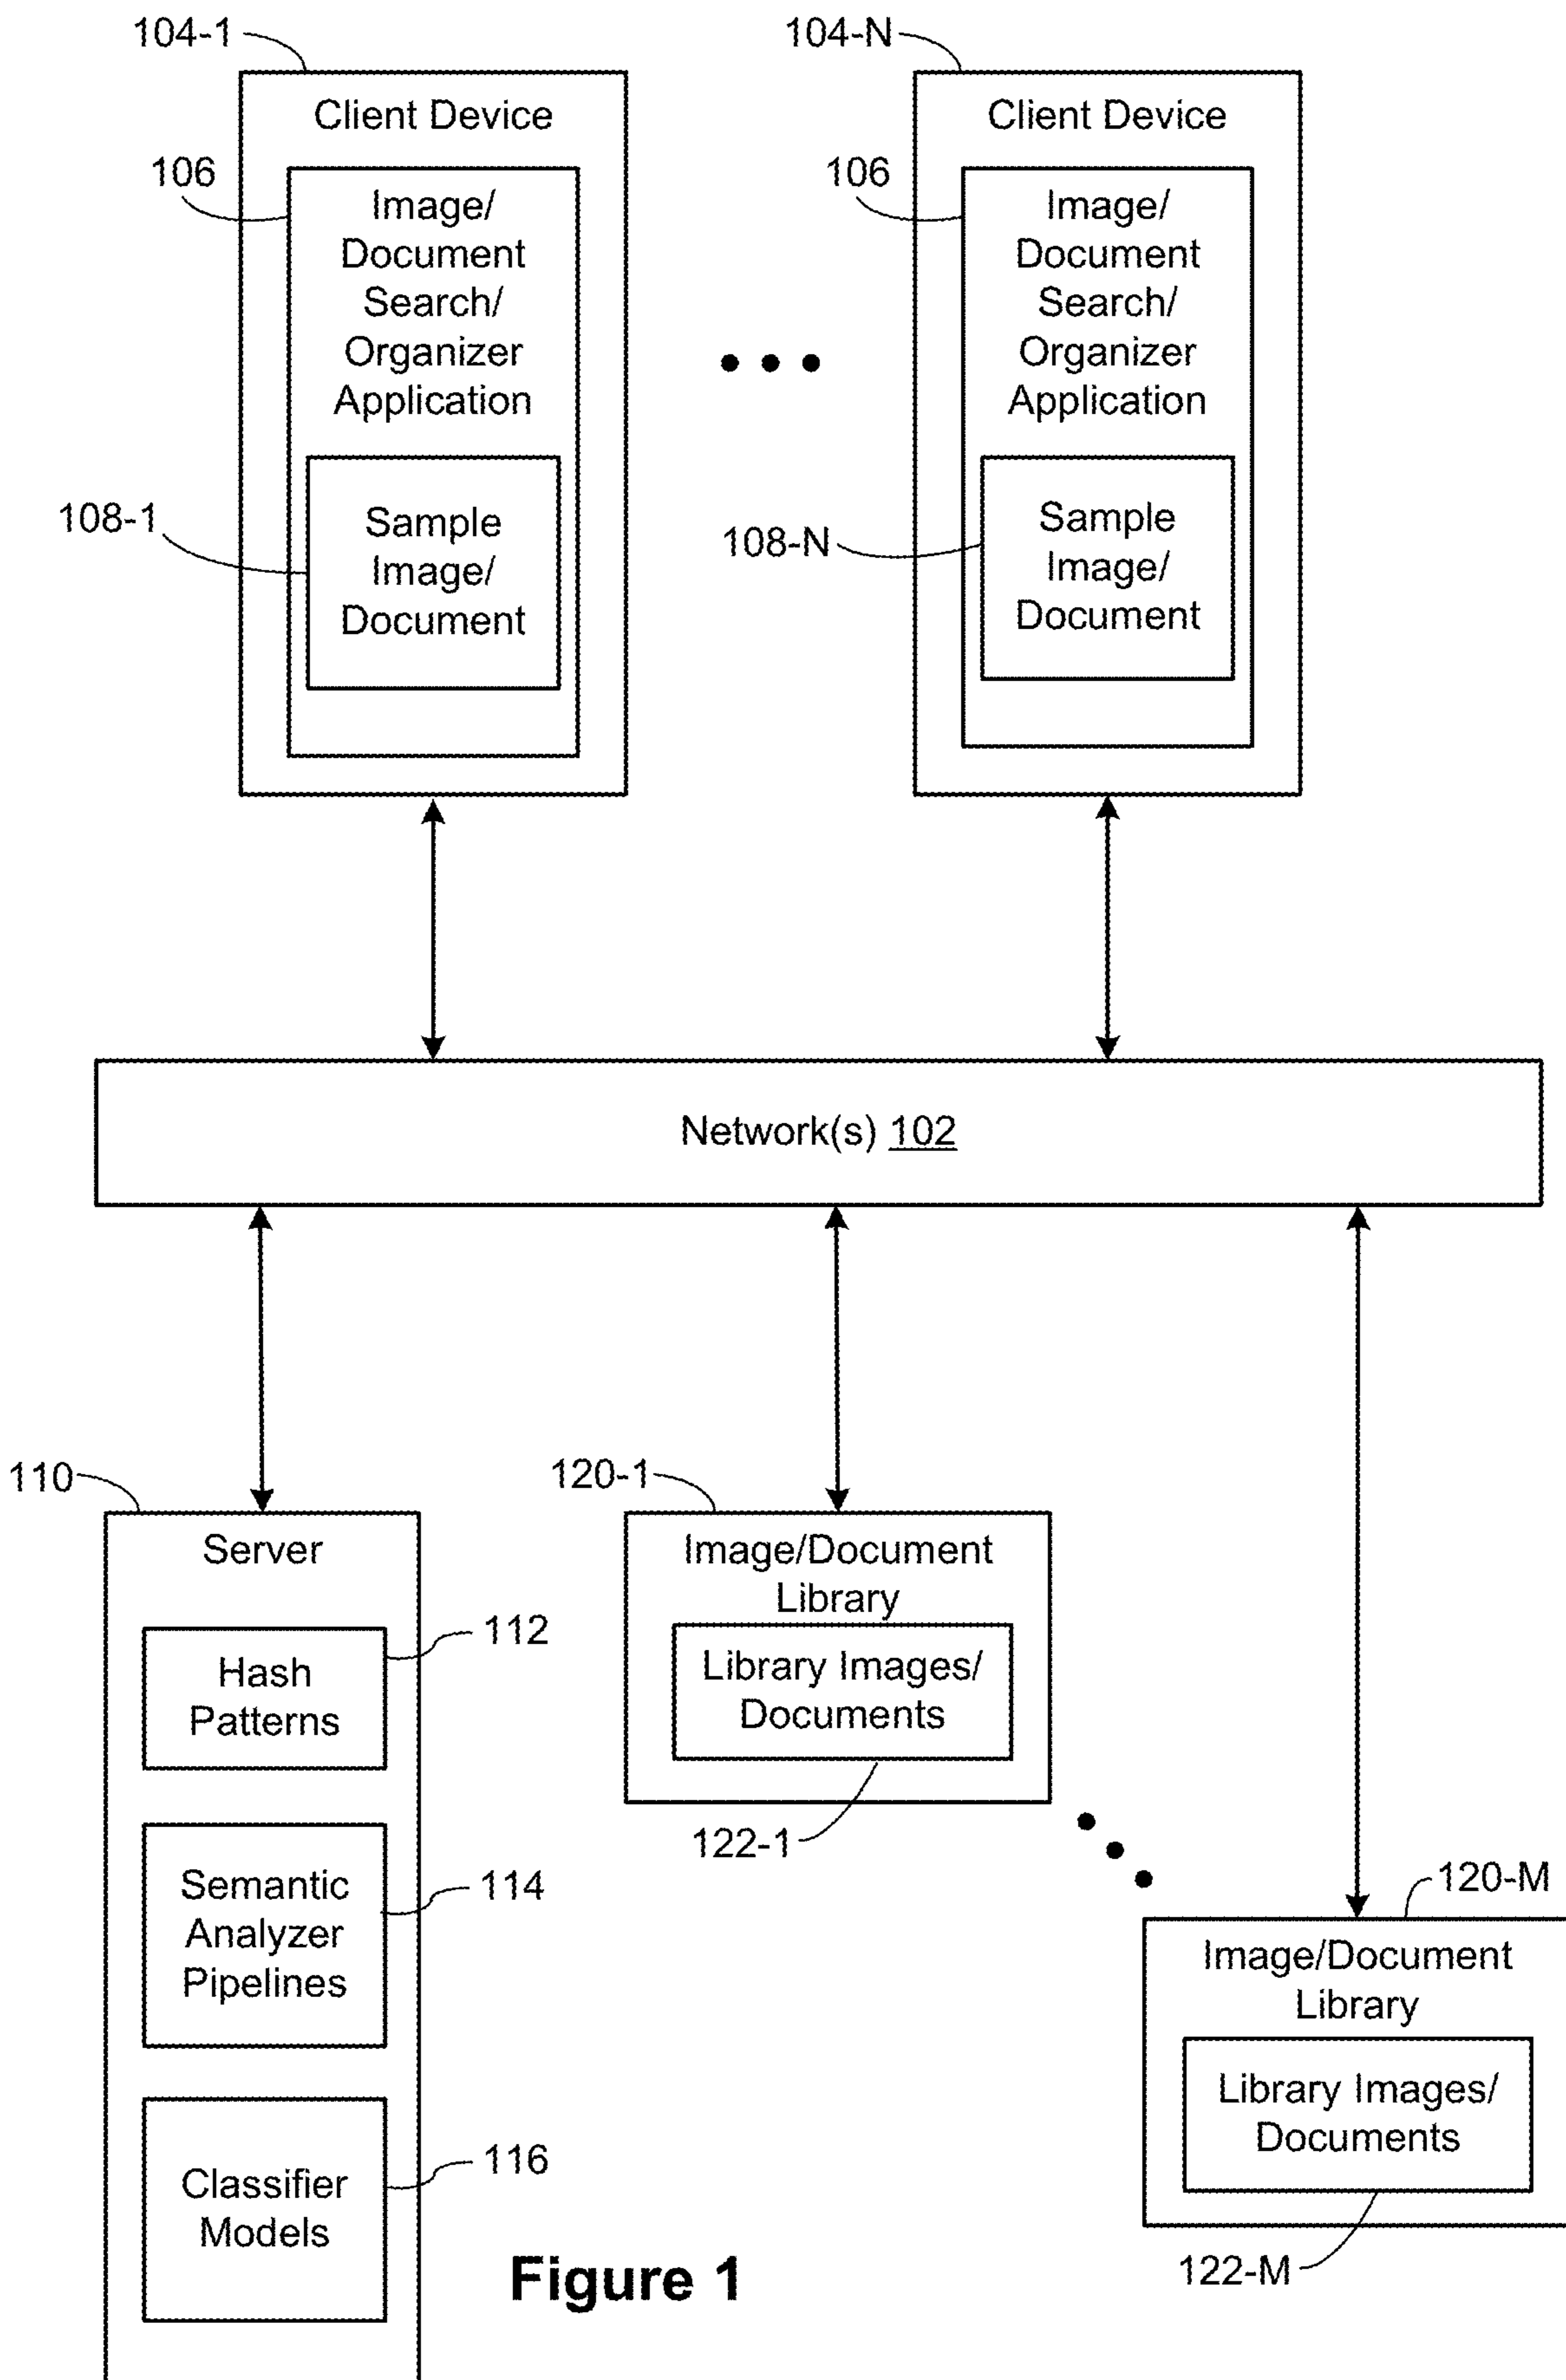 104-1
104-N
Client Device
Client Device
106
Image/
Document
Search/
Organizer
Application
106
Image/
Document
Search/
Organizer
Application
108-1
Sample
Image/
Document
108-N
Sample
Image/
Document
Network(s) 102
110
Server
112
Hash
Patterns
114
Semantic
Analyzer
Pipelines
116
Classifier
Models
120-1
Image/Document
Library
Library Images/
Documents
122-1
120-M
Image/Document
Library
Library Images/
Documents
122-M
Figure 1